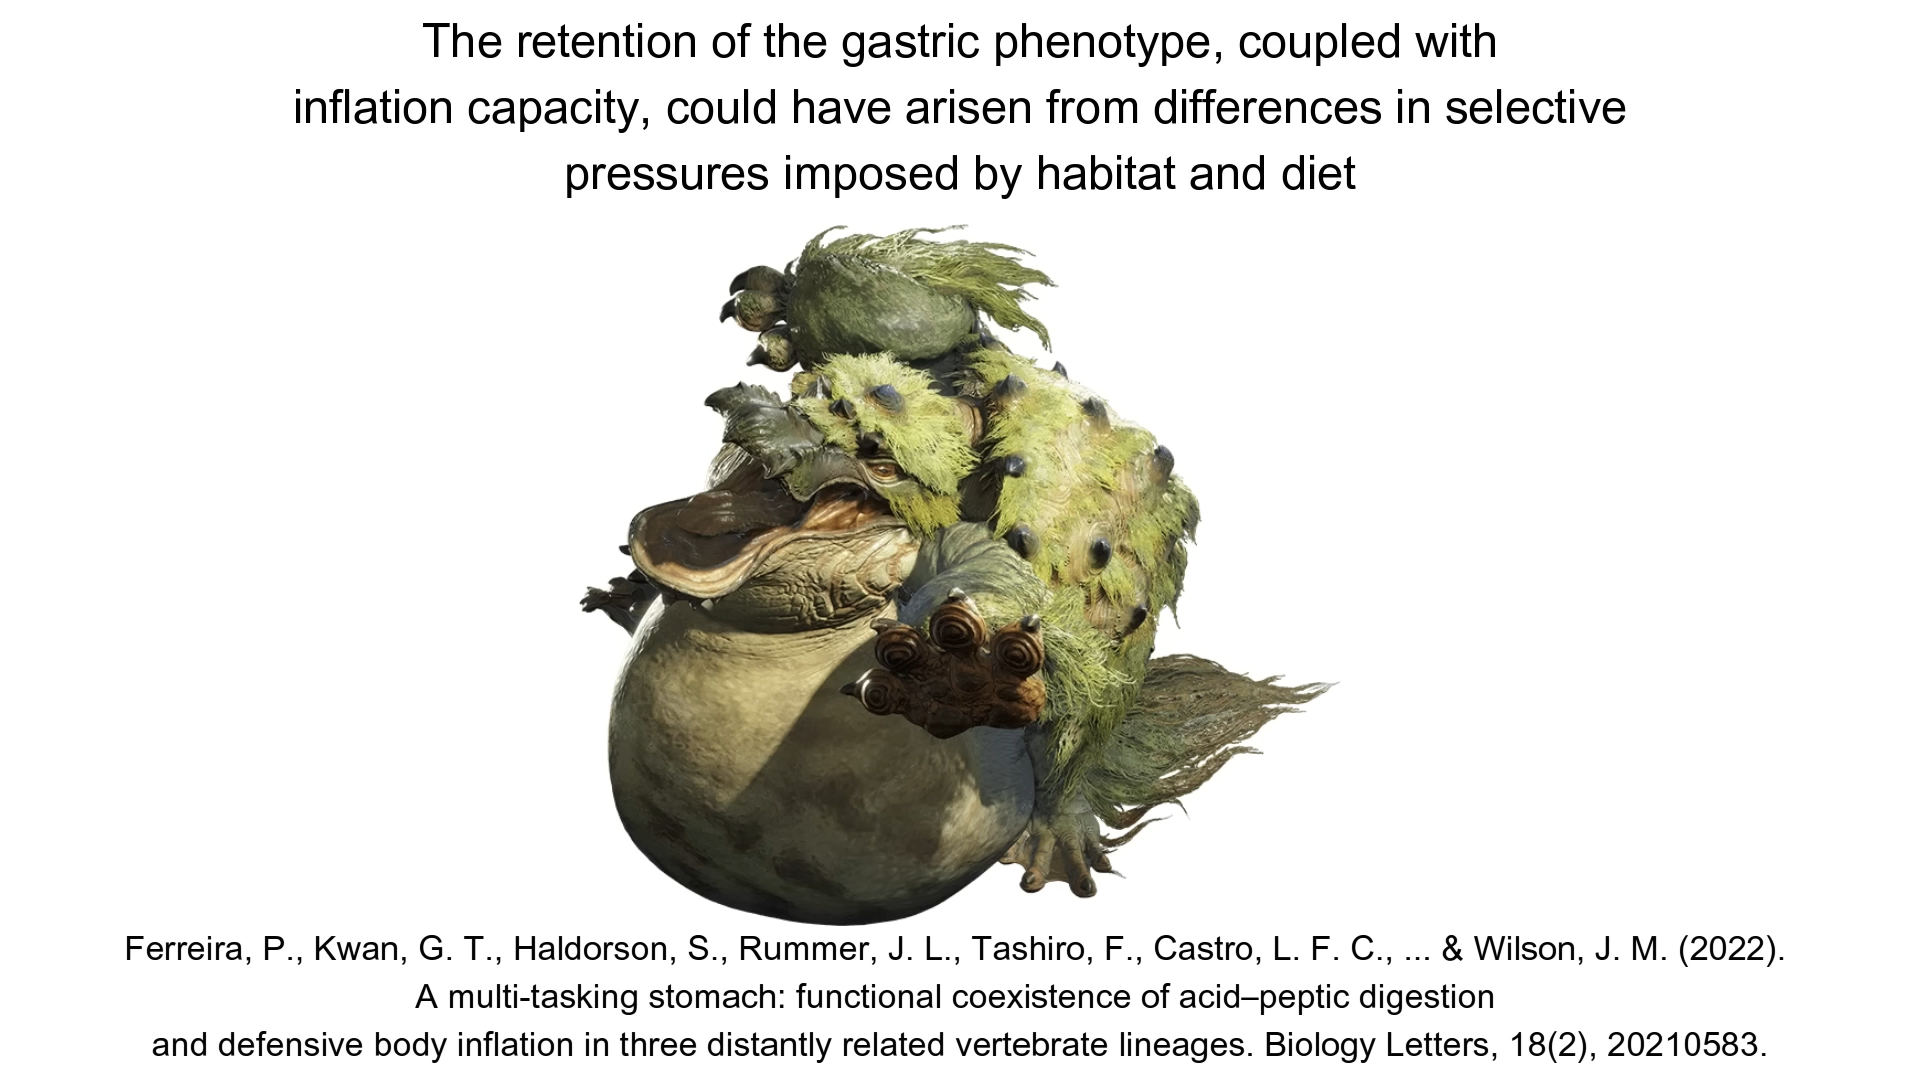 The retention of the gastric phenotype, coupled with
inflation capacity, could have arisen from differences in selective
pressures imposed by habitat and diet
Ferreira, P., Kwan, G. T., Haldorson, S., Rummer, J. L., Tashiro, F., Castro, L. F. C., ... & Wilson, J. M. (2022).
A multi-tasking stomach: functional coexistence of acid–peptic digestion
and defensive body inflation in three distantly related vertebrate lineages. Biology Letters, 18(2), 20210583.